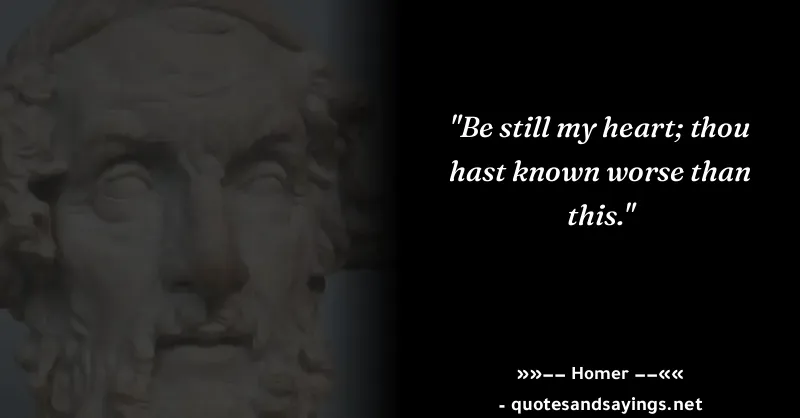 "Be still my heart; thou
hast known worse than
this."
»»−− Homer −−««
- quotesandsayings.net